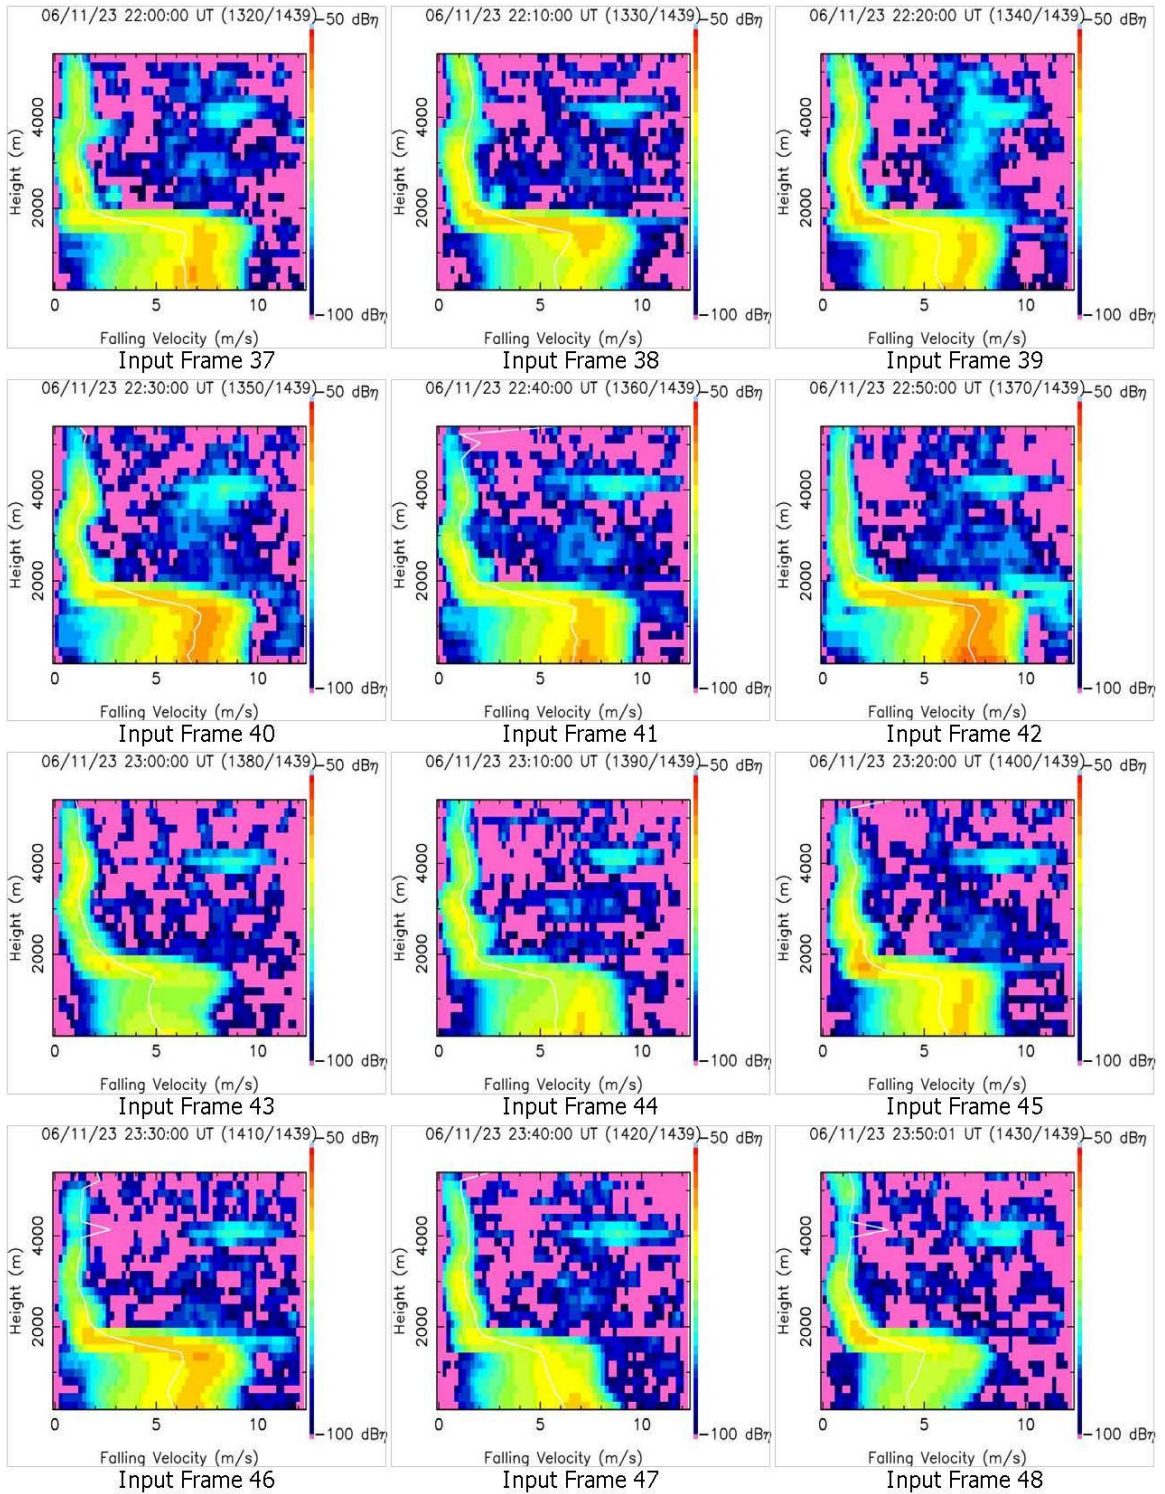 06/11/23 22:00:00 UT (1320/1439) -50 dBη
06/11/23 22:10:00 UT (1330/1439) -50 dBη
06/11/23 22:20:00 UT (1340/1439) -50 dBη
Height (m) 4000 2000
Height (m) 4000 2000
Height (m) 4000 2000
0 5 10 -100 dBη
0 5 10 -100 dBη
0 5 10 -100 dBη
Falling Velocity (m/s)
Falling Velocity (m/s)
Falling Velocity (m/s)
Input Frame 37
Input Frame 38
Input Frame 39
06/11/23 22:30:00 UT (1350/1439) -50 dBη
06/11/23 22:40:00 UT (1360/1439) -50 dBη
06/11/23 22:50:00 UT (1370/1439) -50 dBη
Height (m) 4000 2000
Height (m) 4000 2000
Height (m) 4000 2000
0 5 10 -100 dBη
0 5 10 -100 dBη
0 5 10 -100 dBη
Falling Velocity (m/s)
Falling Velocity (m/s)
Falling Velocity (m/s)
Input Frame 40
Input Frame 41
Input Frame 42
06/11/23 23:00:00 UT (1380/1439) -50 dBη
06/11/23 23:10:00 UT (1390/1439) -50 dBη
06/11/23 23:20:00 UT (1400/1439) -50 dBη
Height (m) 4000 2000
Height (m) 4000 2000
Height (m) 4000 2000
0 5 10 -100 dBη
0 5 10 -100 dBη
0 5 10 -100 dBη
Falling Velocity (m/s)
Falling Velocity (m/s)
Falling Velocity (m/s)
Input Frame 43
Input Frame 44
Input Frame 45
06/11/23 23:30:00 UT (1410/1439) -50 dBη
06/11/23 23:40:00 UT (1420/1439) -50 dBη
06/11/23 23:50:01 UT (1430/1439) -50 dBη
Height (m) 4000 2000
Height (m) 4000 2000
Height (m) 4000 2000
0 5 10 -100 dBη
0 5 10 -100 dBη
0 5 10 -100 dBη
Falling Velocity (m/s)
Falling Velocity (m/s)
Falling Velocity (m/s)
Input Frame 46
Input Frame 47
Input Frame 48